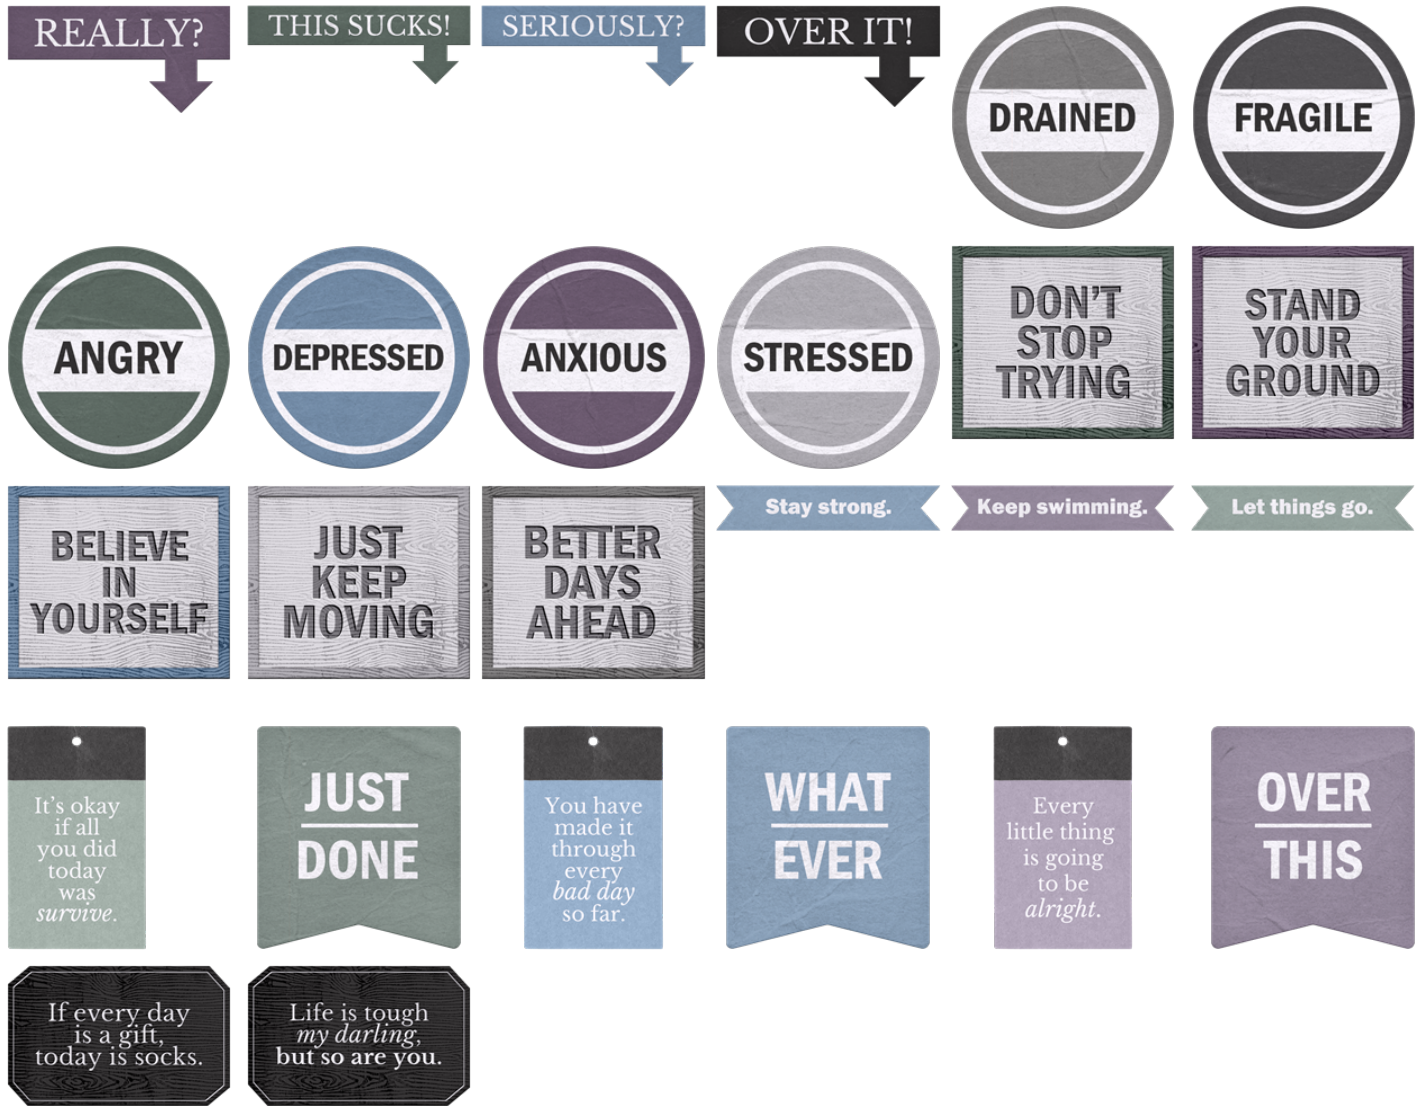 REALLY?
THIS SUCKS!
SERIOUSLY?
OVER IT!
DRAINED
FRAGILE
ANGRY
DEPRESSED
ANXIOUS
STRESSED
DON'T
STOP
TRYING
STAND
YOUR
GROUND
BELIEVE
IN
YOURSELF
JUST
KEEP
MOVING
BETTER
DAYS
AHEAD
Stay strong.
Keep swimming.
Let things go.
It's okay
if all
you did
today
was
survive.
JUST
DONE
You have
made it
through
every
bad day
so far.
WHAT
EVER
Every
little thing
is going
to be
alright.
OVER
THIS
If every day
is a gift,
today is socks.
Life is tough
my darling,
but so are you.